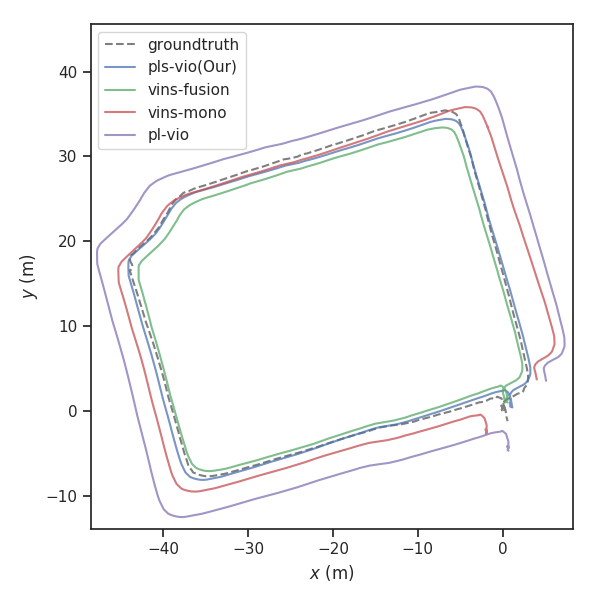 groundtruth
pls-vio(Our)
vins-fusion
vins-mono
pl-vio
40
30
20
10
0
−10
y (m)
−40
−30
−20
−10
0
x (m)